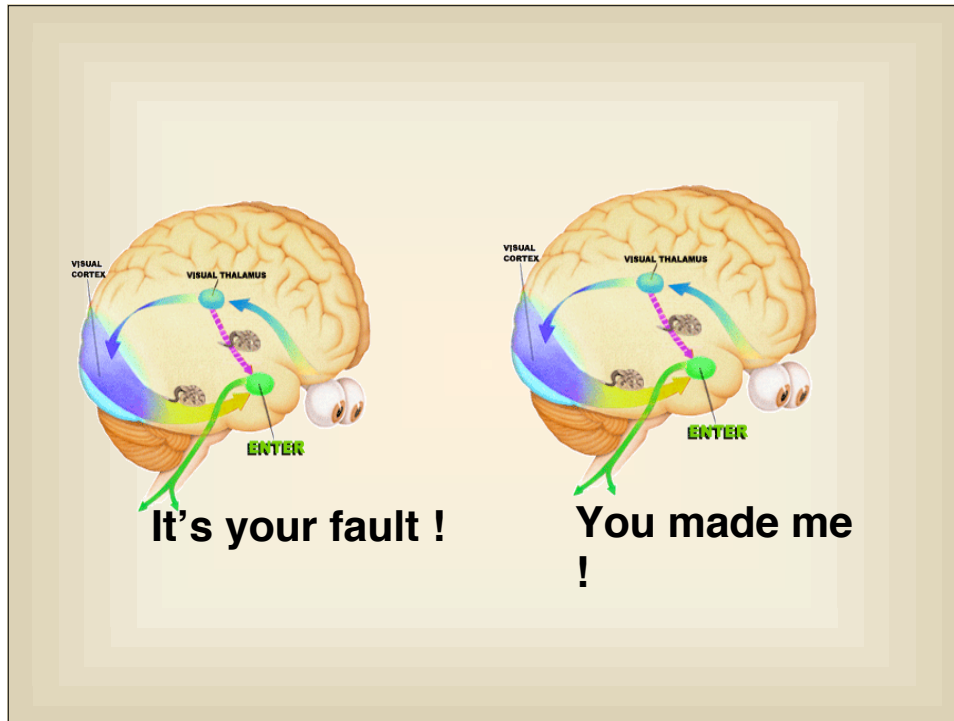 VISUAL
CORTEX
VISUAL THALAMUS
ENTER
It's your fault !
VISUAL
CORTEX
VISUAL THALAMUS
ENTER
You made me
!